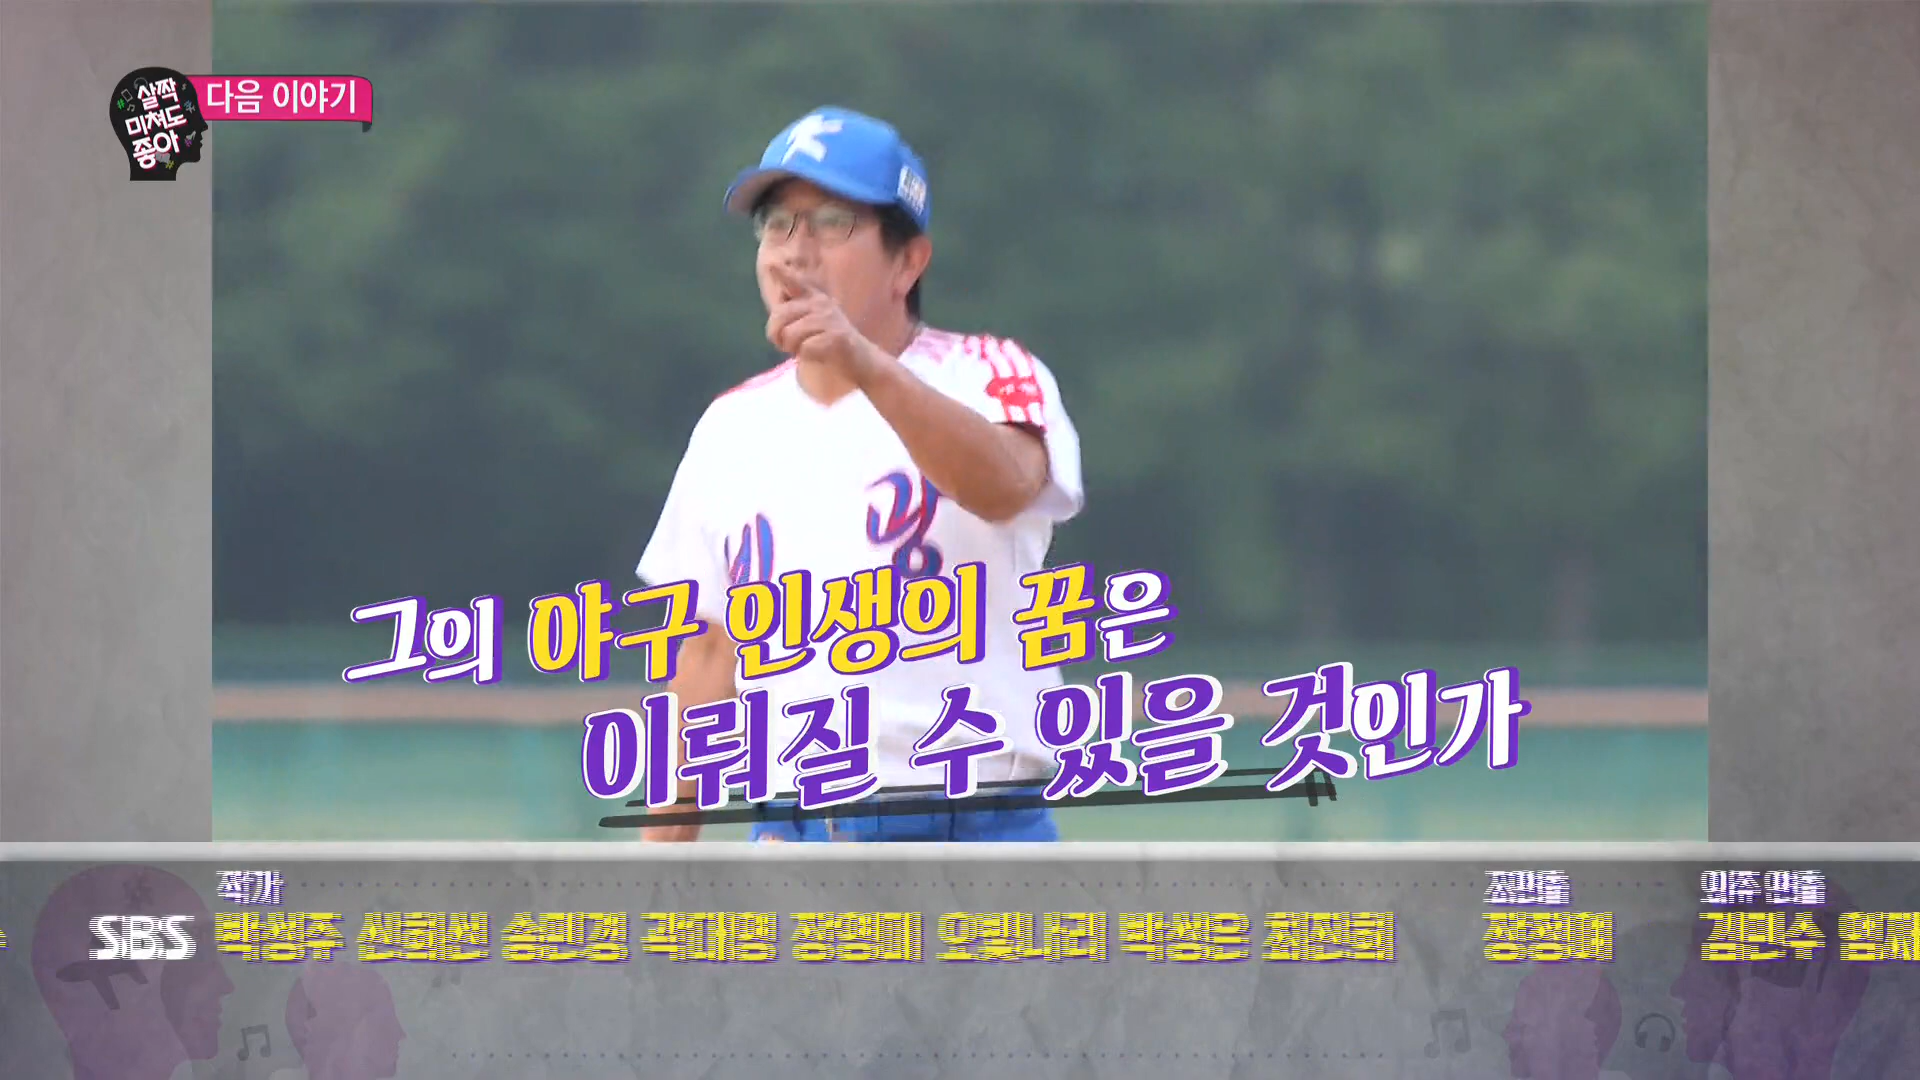 살짝
미쳐도
좋아
다음 이야기
광
그의 야구 인생의 꿈은
이뤄질 수 있을 것인가
작가
조연출
외주 연출
SBS
박성주 신희선 송민경 곽대영 장영미 오빛나리 박성은 최진희
김민수